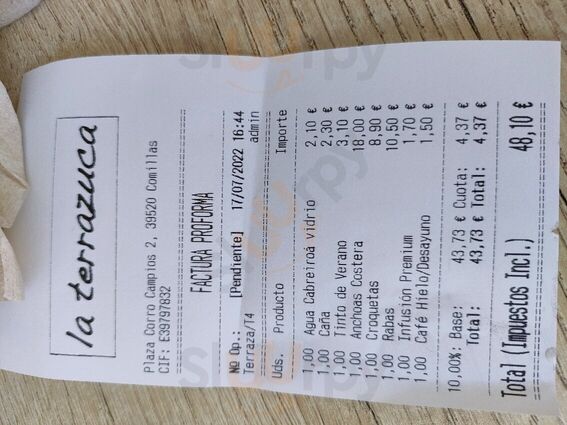 la terrazuca
Plaza Corro Campios 2, 39520 Comillas
CIF: E39797832
FACTURA PROFORMA
NO Op.: [Pendiente] 17/07/2022 16:44
Terraza/T4 admin
Uds. Producto Importe
1,00 Agua Cabreiroá vidrio 2,10 €
1,00 Caña 2,30 €
1,00 Tinto de Verano 3,10 €
1,00 Anchoas Costera 18,00 €
1,00 Croquetas 8,90 €
1,00 Rabas 10,50 €
1,00 Infusión Premium 1,70 €
1,00 Café Hielo/Desayuno 1,50 €
10,00%: Base: 43,73 € Cuota: 4,37 €
Total: 43,73 € Total: 4,37 €
Total (Impuestos Incl.) 48,10 €